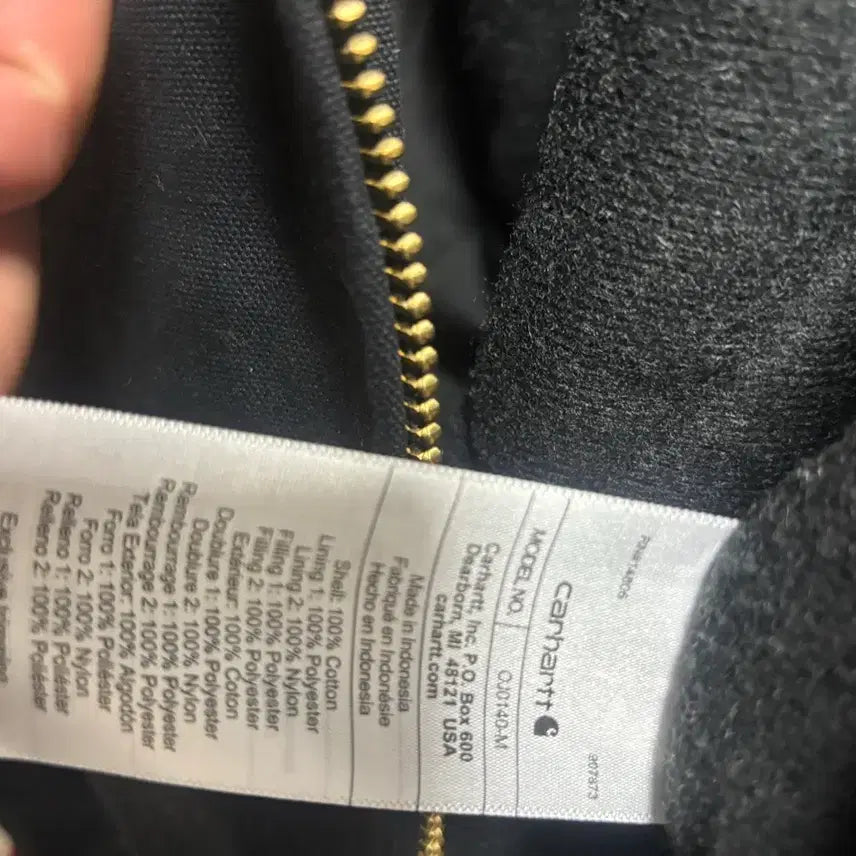 907873
carhartt
MODEL NO. OJ0140-M
Carhartt, Inc. P.O. Box 600
Dearborn, MI 48121 USA
carhartt.com
Made in Indonesia
Fabriqué en Indonésie
Hecho en Indonesia
Shell: 100% Cotton
Lining 1: 100% Polyester
Lining 2: 100% Nylon
Filling 1: 100% Polyester
Filling 2: 100% Polyester
Extérieur: 100% Coton
Doublure 1: 100% Polyester
Doublure 2: 100% Nylon
Rembourrage 1: 100% Polyester
Rembourrage 2: 100% Polyester
Tela Exterior: 100% Algodón
Forro 1: 100% Poliéster
Forro 2: 100% Nylon
Relleno 1: 100% Poliéster
Relleno 2: 100% Poliéster